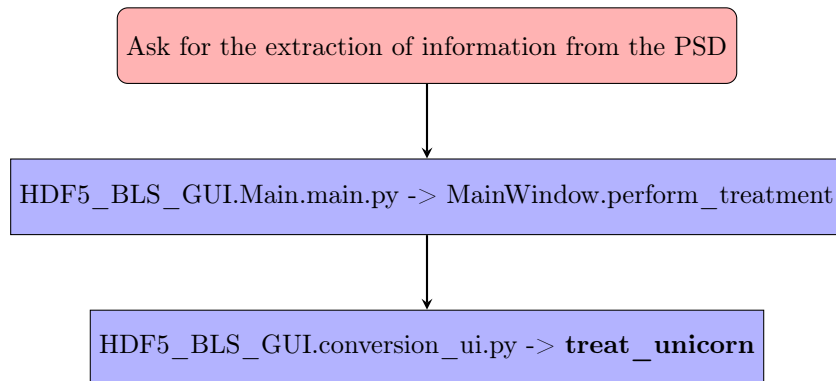 Ask for the extraction of information from the PSD
HDF5_BLS_GUI.Main.main.py -> MainWindow.perform_treatment
HDF5_BLS_GUI.conversion_ui.py -> treat_unicorn